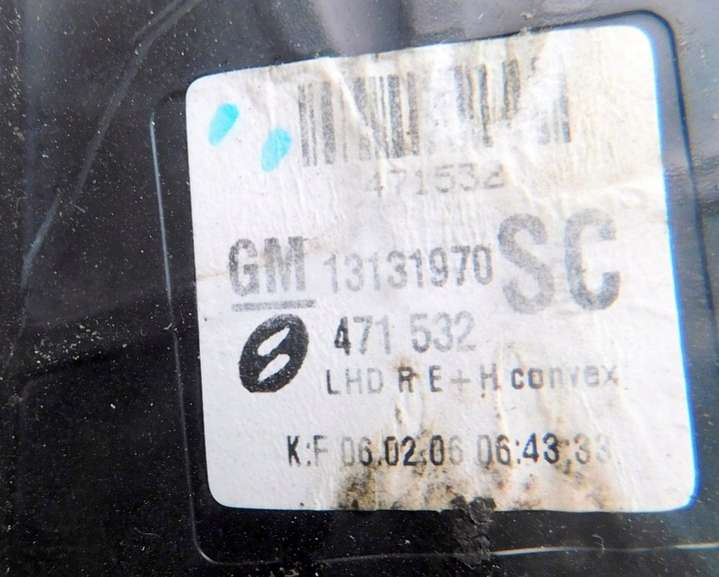 471532
GM 13131970 SC
471 532
LHD R E+H convex
K:F 06.02.06 06:43:33